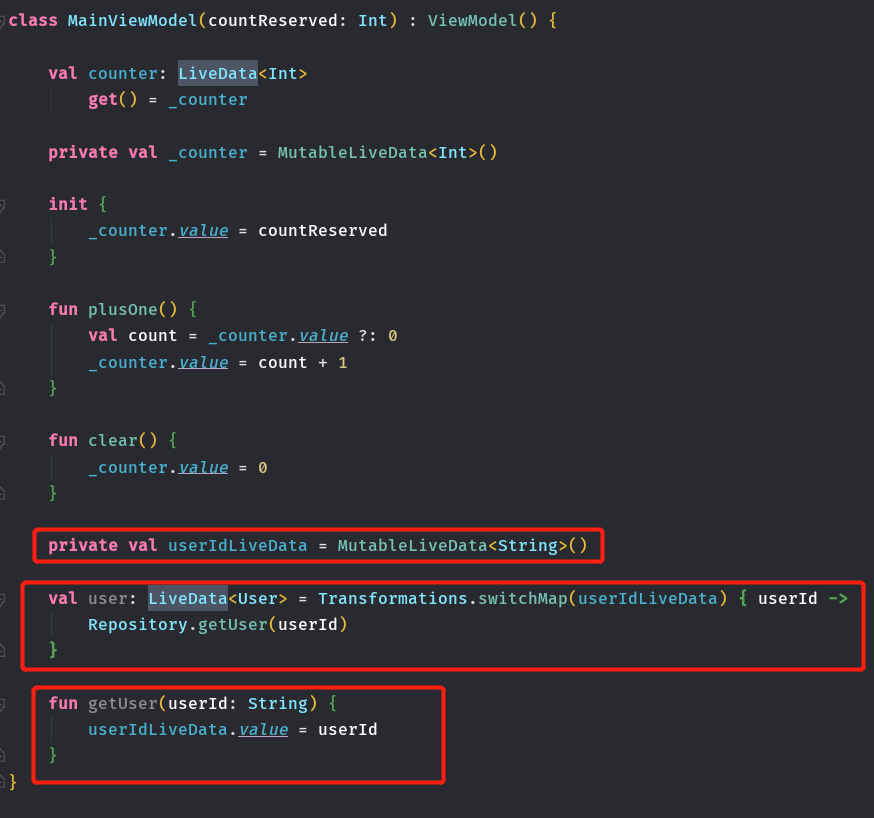 class MainViewModel(countReserved: Int) : ViewModel() {
val counter: LiveData<Int>
get() = _counter
private val _counter = MutableLiveData<Int>()
init {
_counter.value = countReserved
}
fun plusOne() {
val count = _counter.value ?: 0
_counter.value = count + 1
}
fun clear() {
_counter.value = 0
}
private val userIdLiveData = MutableLiveData<String>()
val user: LiveData<User> = Transformations.switchMap(userIdLiveData) { userId ->
Repository.getUser(userId)
}
fun getUser(userId: String) {
userIdLiveData.value = userId
}
}